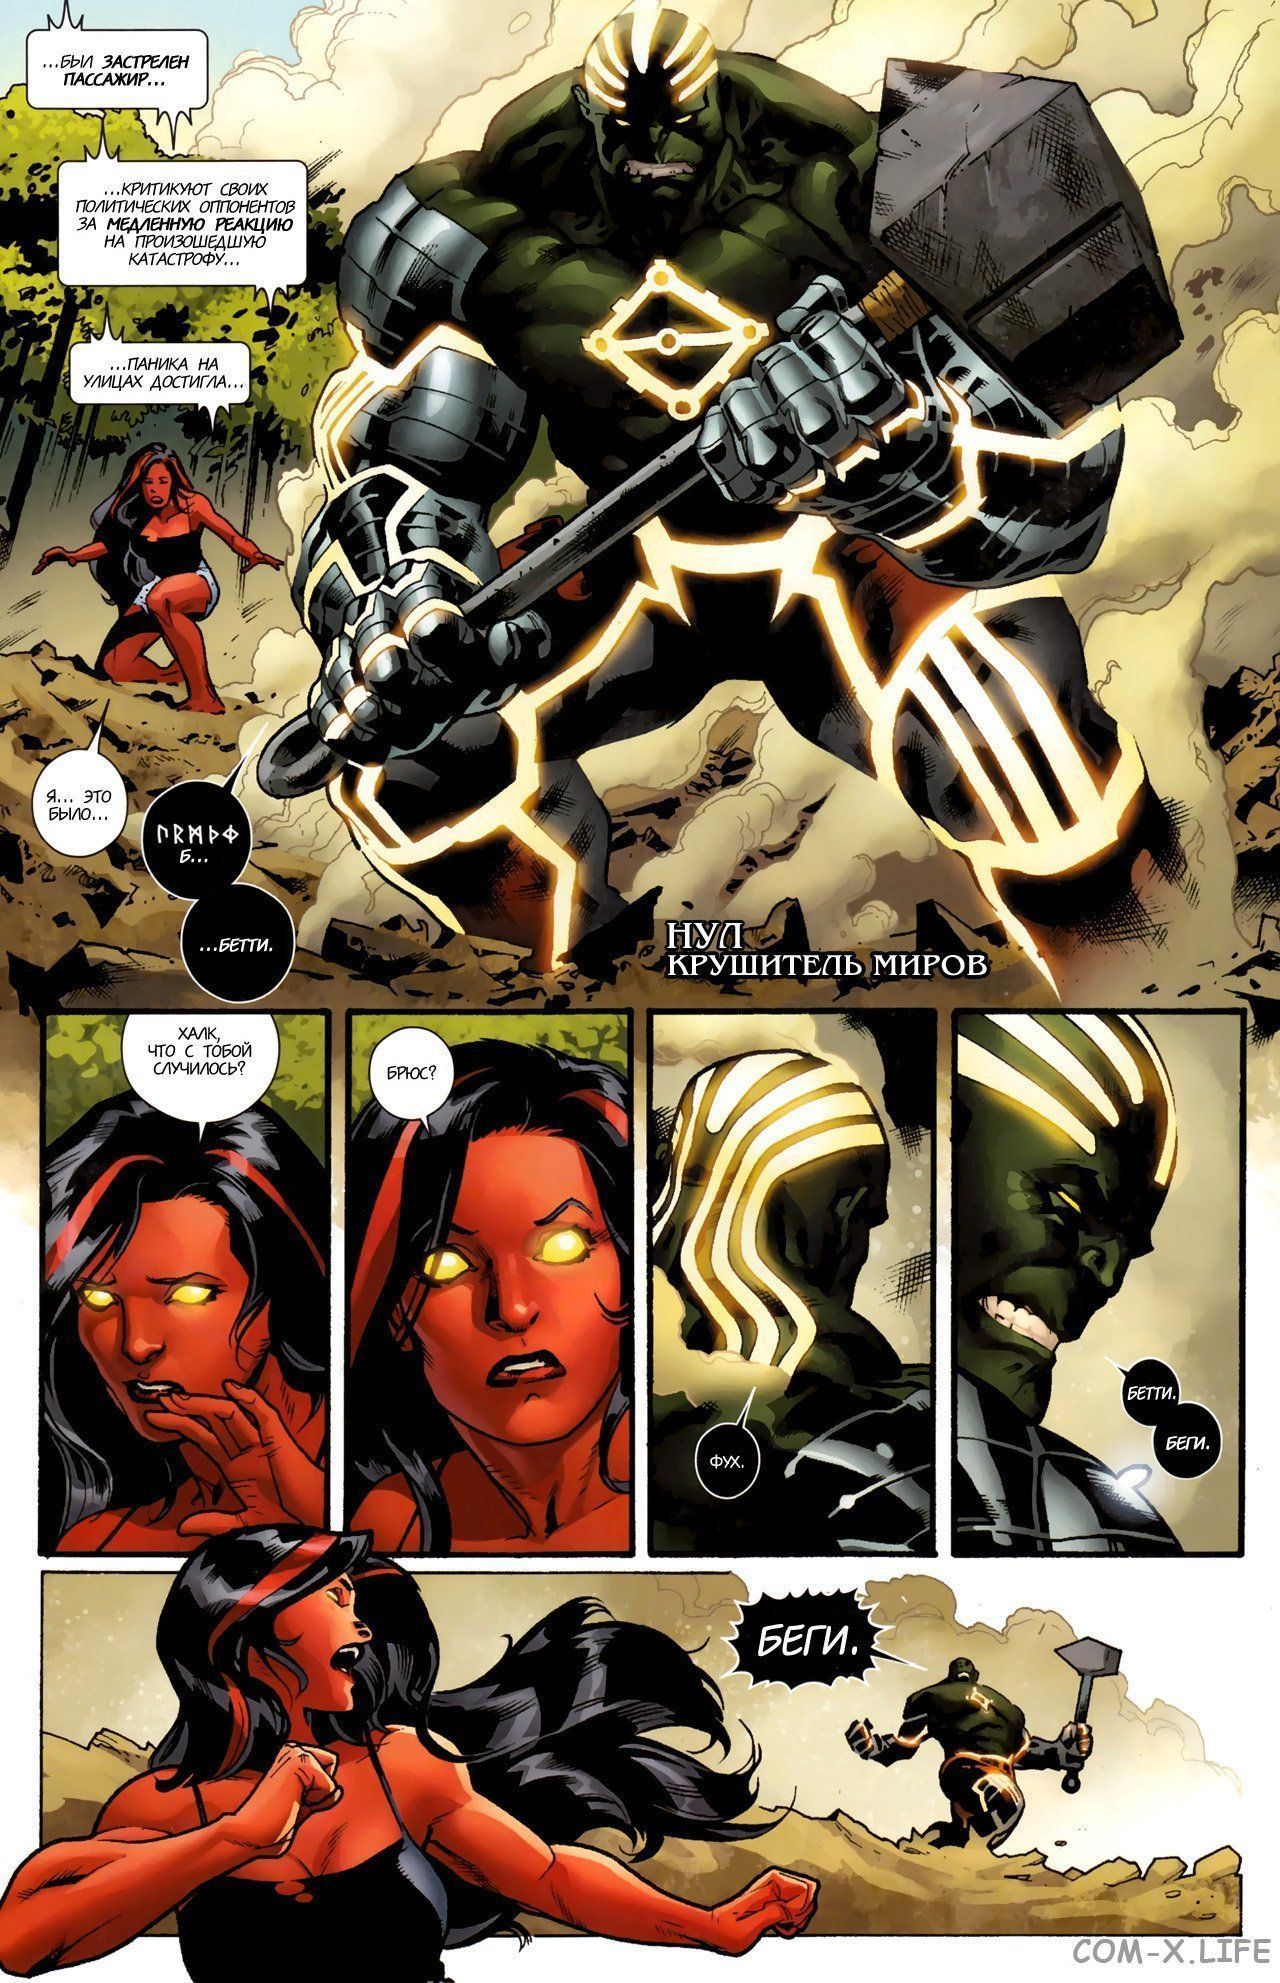 ...БЫЛ ЗАСТРЕЛЕН
ПАССАЖИР...
...КРИТИКУЮТ СВОИХ
ПОЛИТИЧЕСКИХ ОППОНЕНТОВ
ЗА МЕДЛЕННУЮ РЕАКЦИЮ
НА ПРОИЗОШЕДШУЮ
КАТАСТРОФУ...
...ПАНИКА НА
УЛИЦАХ ДОСТИГЛА...
Я... ЭТО
БЫЛО...
Б...
...БЕТТИ.
НУЛ
КРУШИТЕЛЬ МИРОВ
ХАЛК,
ЧТО С ТОБОЙ
СЛУЧИЛОСЬ?
БРЮС?
ФУХ.
БЕТТИ.
БЕГИ.
БЕГИ.
COM-X.LIFE